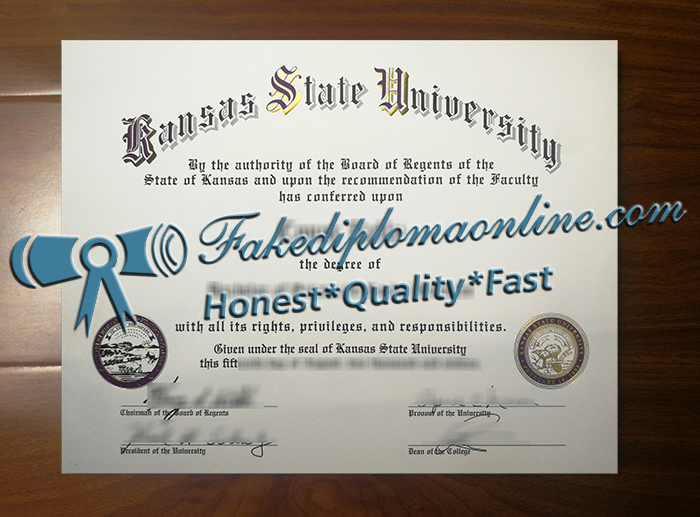 Kansas State University
By the authority of the Board of Regents of the
State of Kansas and upon the recommendation of the Faculty
has conferred upon
Fakediplomaonline.com
the degree of
Honest*Quality*Fast
with all its rights, privileges, and responsibilities.
Given under the seal of Kansas State University
this fift
Chairman of the Board of Regents
Provost of the University
President of the University
Dean of the College